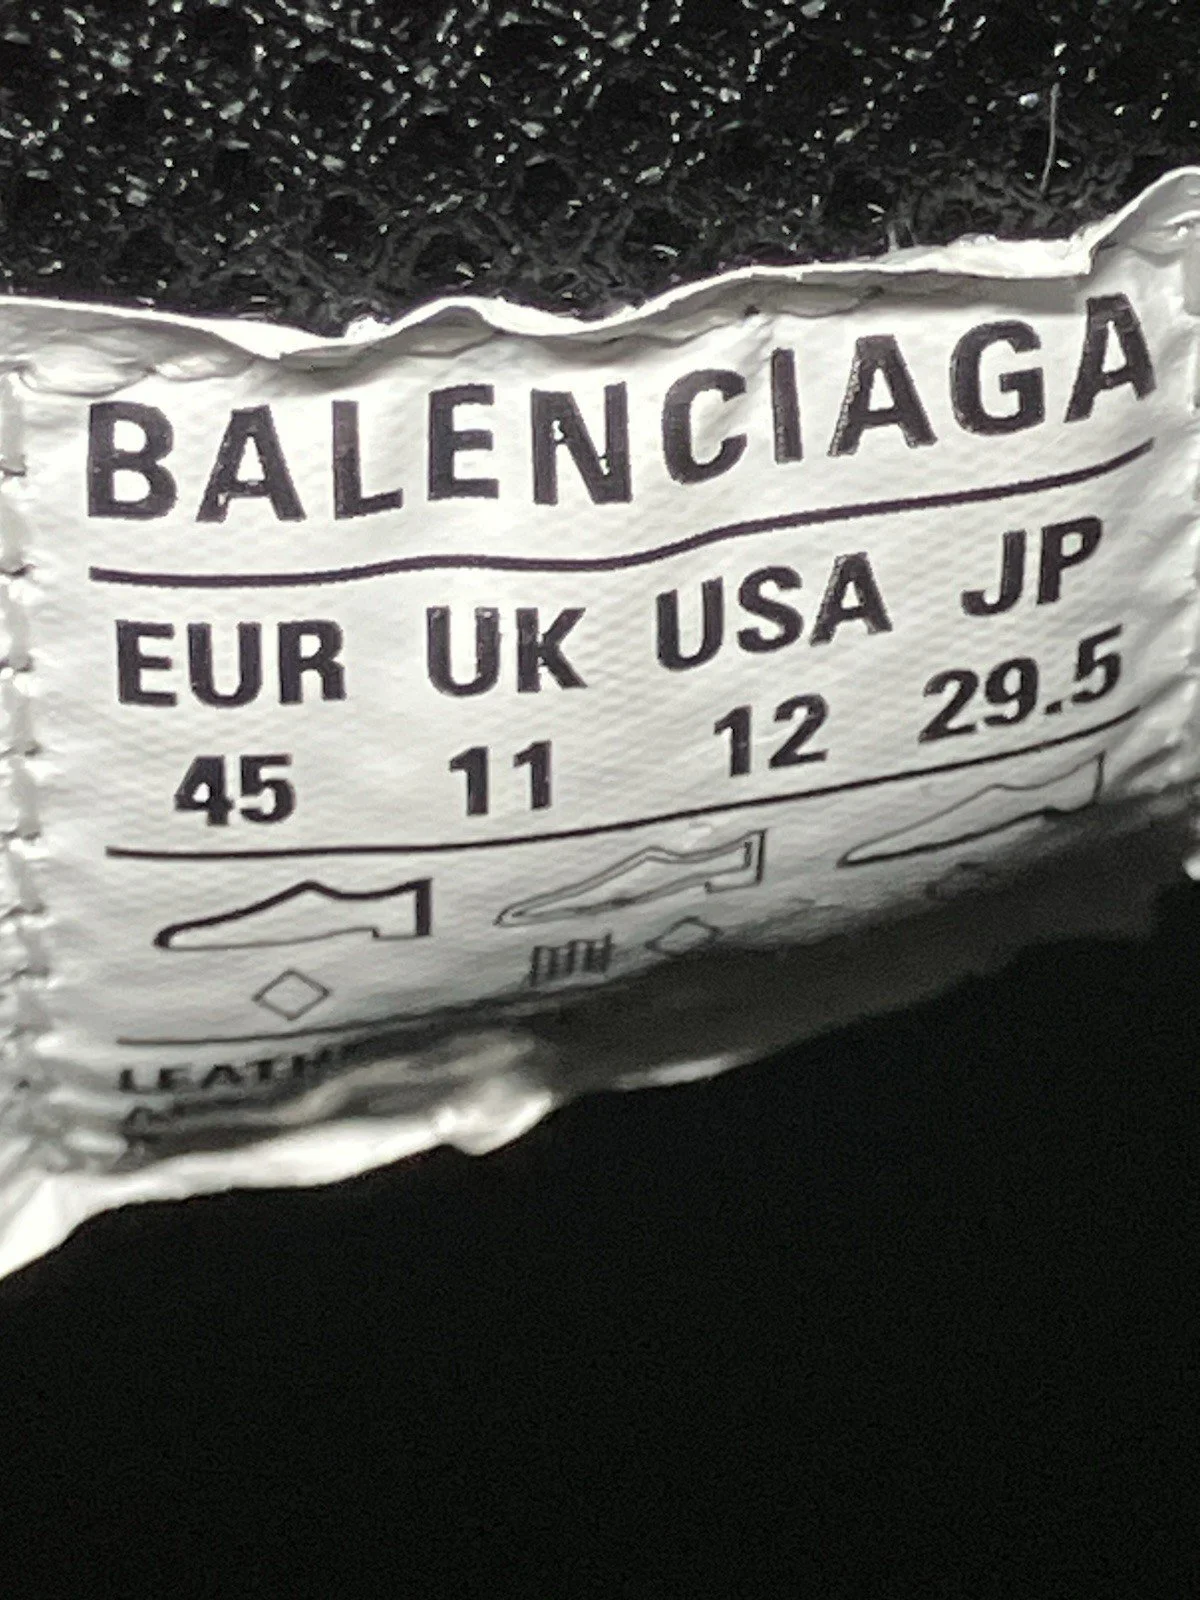 BALENCIAGA
EUR UK USA JP
45 11 12 29.5